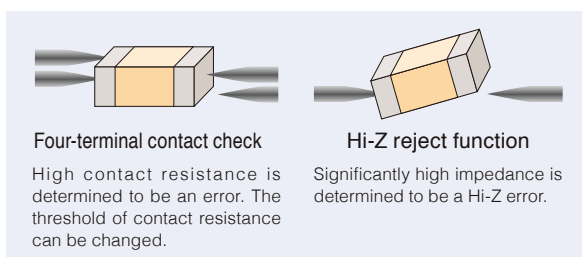 Four-terminal contact check
High contact resistance is
determined to be an error. The
threshold of contact resistance
can be changed.
Hi-Z reject function
Significantly high impedance is
determined to be a Hi-Z error.